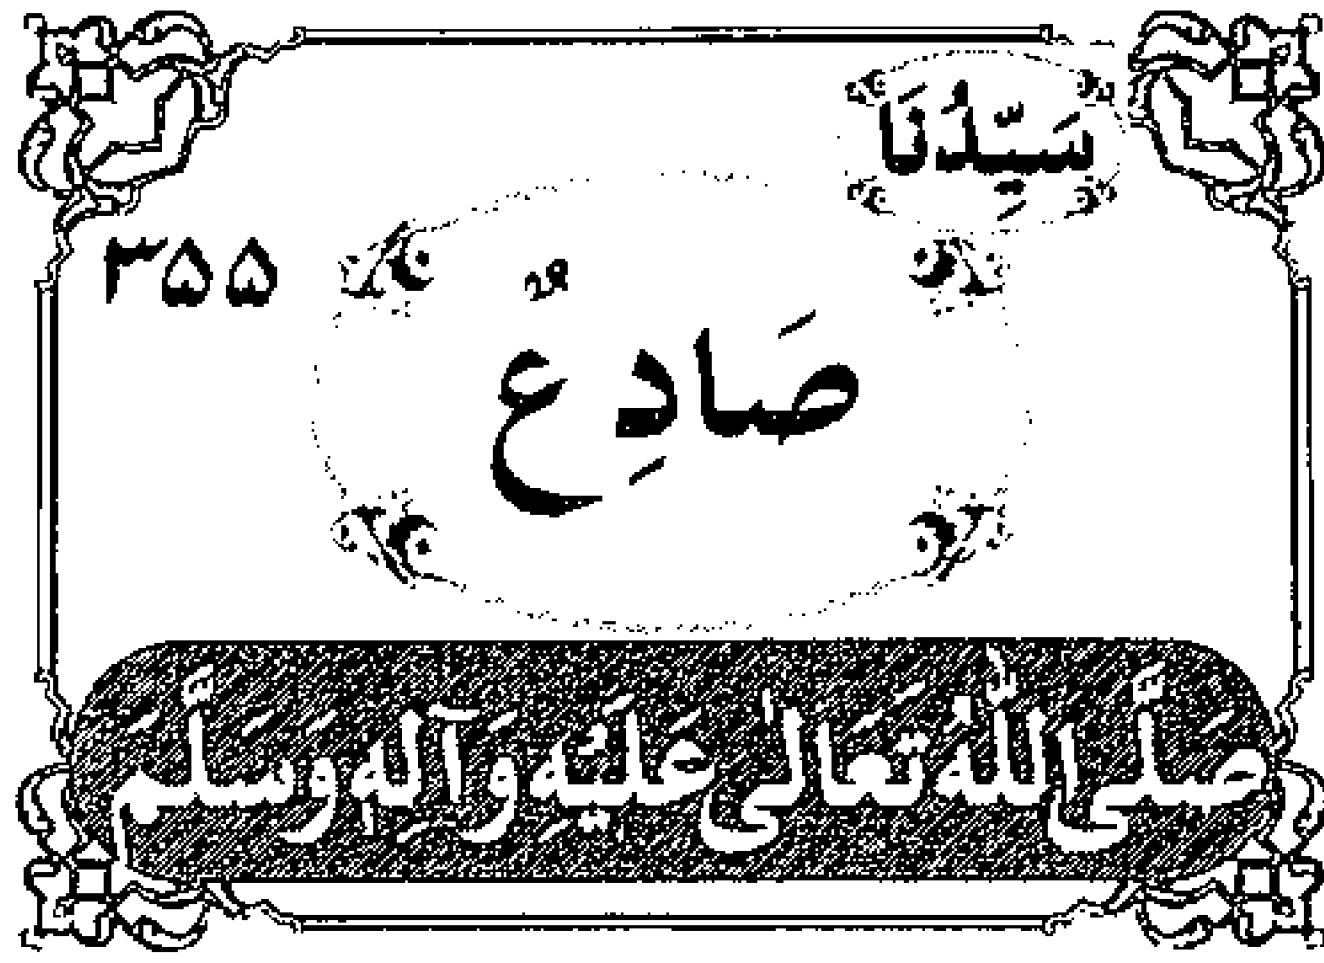 سَيِّدُنَا
۳۵۵
صَادِعٌ
صَلَّى اللّٰهُ تَعَالٰى عَلَيْهِ وَآلِهٖ وَسَلَّمَ